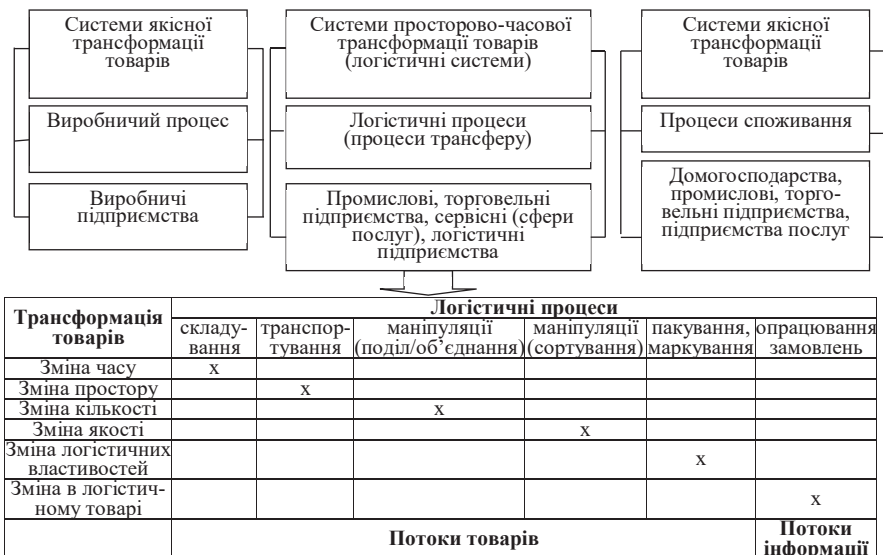 Системи якісної
трансформації
товарів
Виробничий процес
Виробничі
підприємства
Системи просторово-часової
трансформації товарів
(логістичні системи)
Логістичні процеси
(процеси трансферу)
Промислові, торговельні
підприємства, сервісні (сфери
послуг), логістичні
підприємства
Системи якісної
трансформації
товарів
Процеси споживання
Домогосподарства,
промислові, торго-
вельні підприємства,
підприємства послуг
Трансформація
товарів
Логістичні процеси
складу-
вання
транспор-
тування
маніпуляції
(поділ/об’єднання)
маніпуляції
(сортування)
пакування,
маркування
опрацювання
замовлень
Зміна часу x
Зміна простору x
Зміна кількості x
Зміна якості x
Зміна логістичних
властивостей x
Зміна в логістич-
ному товарі x
Потоки товарів
Потоки
інформації